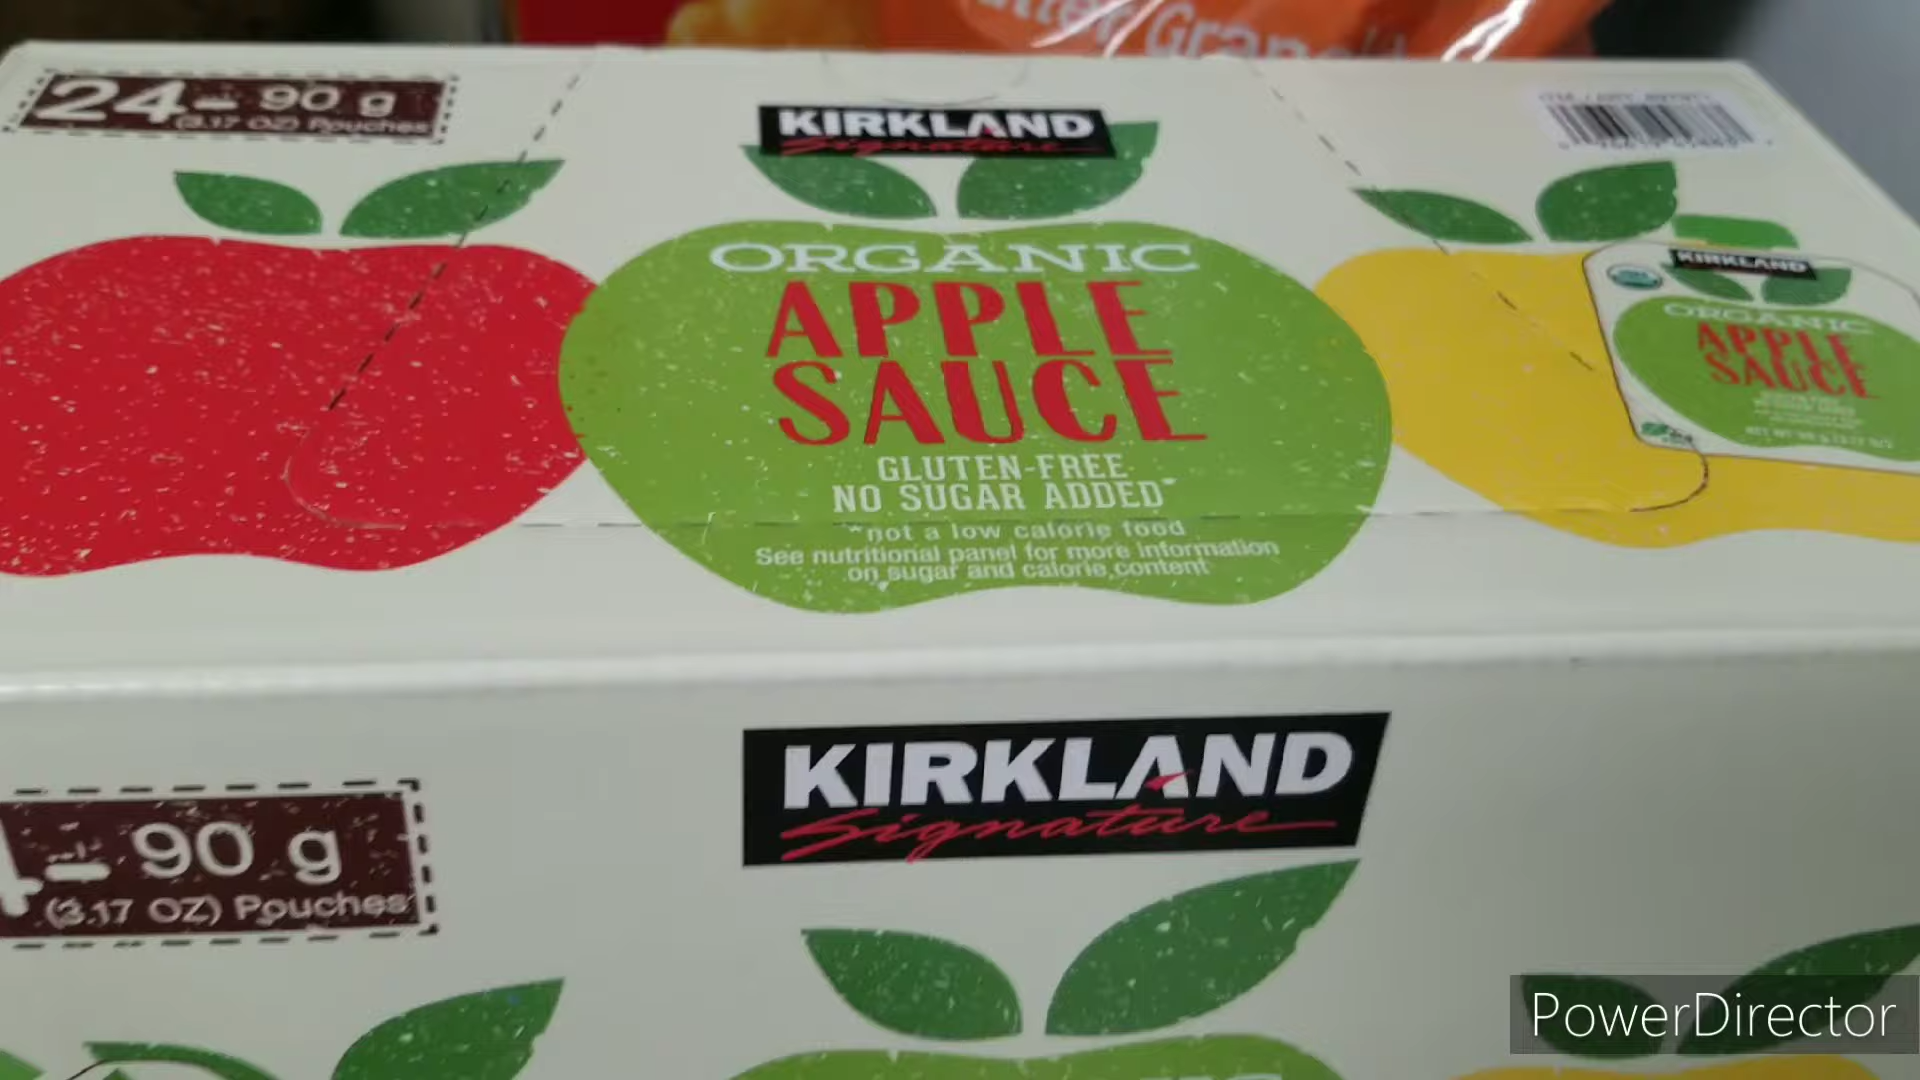 24- 90 g
(3.17 OZ) Pouches
KIRKLAND
Signature
ORGANIC
APPLE
SAUCE
GLUTEN-FREE
NO SUGAR ADDED*
*not a low calorie food
See nutritional panel for more information
on sugar and calorie content
KIRKLAND
ORGANIC
APPLE
SAUCE
KIRKLAND
Signature
90 g
(3.17 OZ) Pouches
PowerDirector